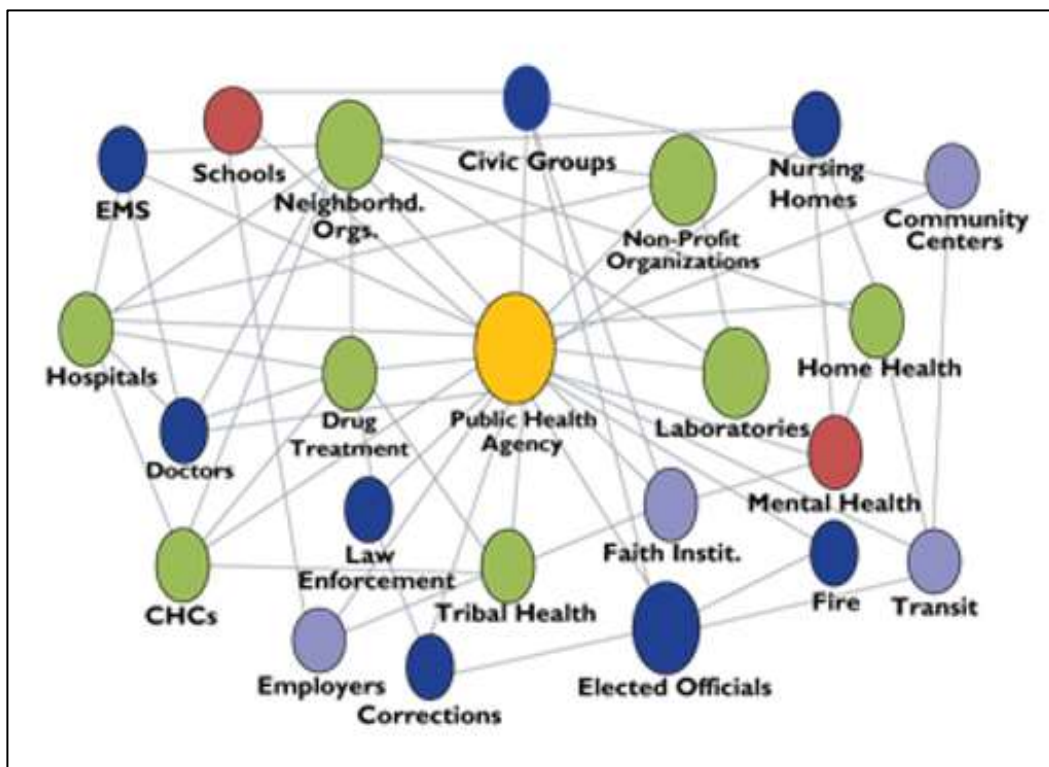 Schools
Civic Groups
Nursing
Homes
EMS
Neighborhd.
Orgs.
Non-Profit
Organizations
Community
Centers
Hospitals
Drug
Treatment
Public Health
Agency
Laboratories
Home Health
Doctors
Law
Enforcement
Faith Instit.
Mental Health
CHCs
Tribal Health
Fire
Transit
Employers
Corrections
Elected Officials